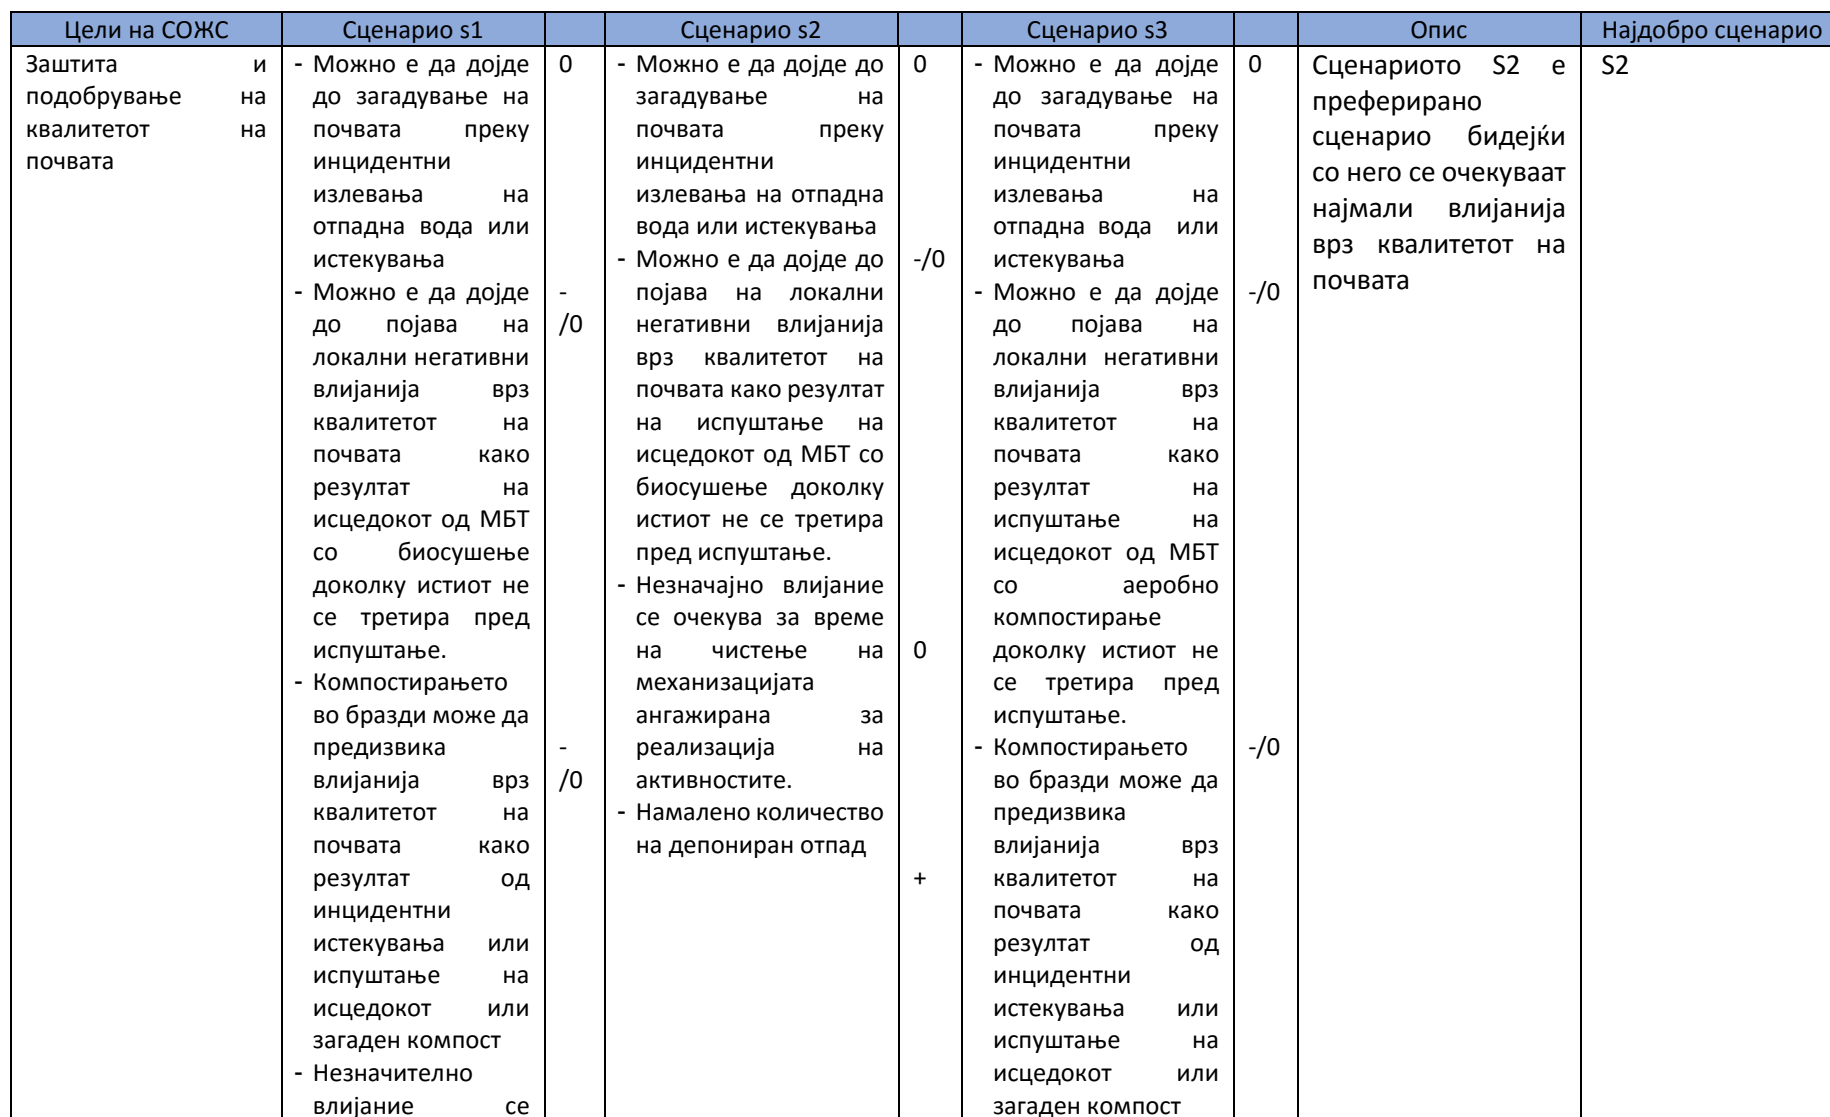 Цели на СОЖС
Сценарио s1
Сценарио s2
Сценарио s3
Опис
Најдобро сценарио
Заштита и
подобрување на
квалитетот на
почвата
- Можно е да дојде
до загадување на
почвата преку
инцидентни
излевања на
отпадна вода или
истекувања
- Можно е да дојде
до појава на
локални негативни
влијанија врз
квалитетот на
почвата како
резултат на
исцедокот од МБТ
со биосушење
доколку истиот не
се третира пред
испуштање.
- Компостирањето
во бразди може да
предизвика
влијанија врз
квалитетот на
почвата како
резултат од
инцидентни
истекувања или
испуштање на
исцедокот или
загаден компост
- Незначително
влијание се
0
-
/0
-
/0
- Можно е да дојде до
загадување на
почвата преку
инцидентни
излевања на отпадна
вода или истекувања
- Можно е да дојде до
појава на локални
негативни влијанија
врз квалитетот на
почвата како резултат
на испуштање на
исцедокот од МБТ со
биосушење доколку
истиот не се третира
пред испуштање.
- Незначајно влијание
се очекува за време
на чистење на
механизацијата
ангажирана за
реализација на
активностите.
- Намалено количество
на депониран отпад
0
-/0
0
+
- Можно е да дојде
до загадување на
почвата преку
инцидентни
излевања на
отпадна вода или
истекувања
- Можно е да дојде
до појава на
локални негативни
влијанија врз
квалитетот на
почвата како
резултат на
испуштање на
исцедокот од МБТ
со аеробно
компостирање
доколку истиот не
се третира пред
испуштање.
- Компостирањето
во бразди може да
предизвика
влијанија врз
квалитетот на
почвата како
резултат од
инцидентни
истекувања или
испуштање на
исцедокот или
загаден компост
0
-/0
-/0
Сценариото S2 е
преферирано
сценарио бидејќи
со него се очекуваат
најмали влијанија
врз квалитетот на
почвата
S2